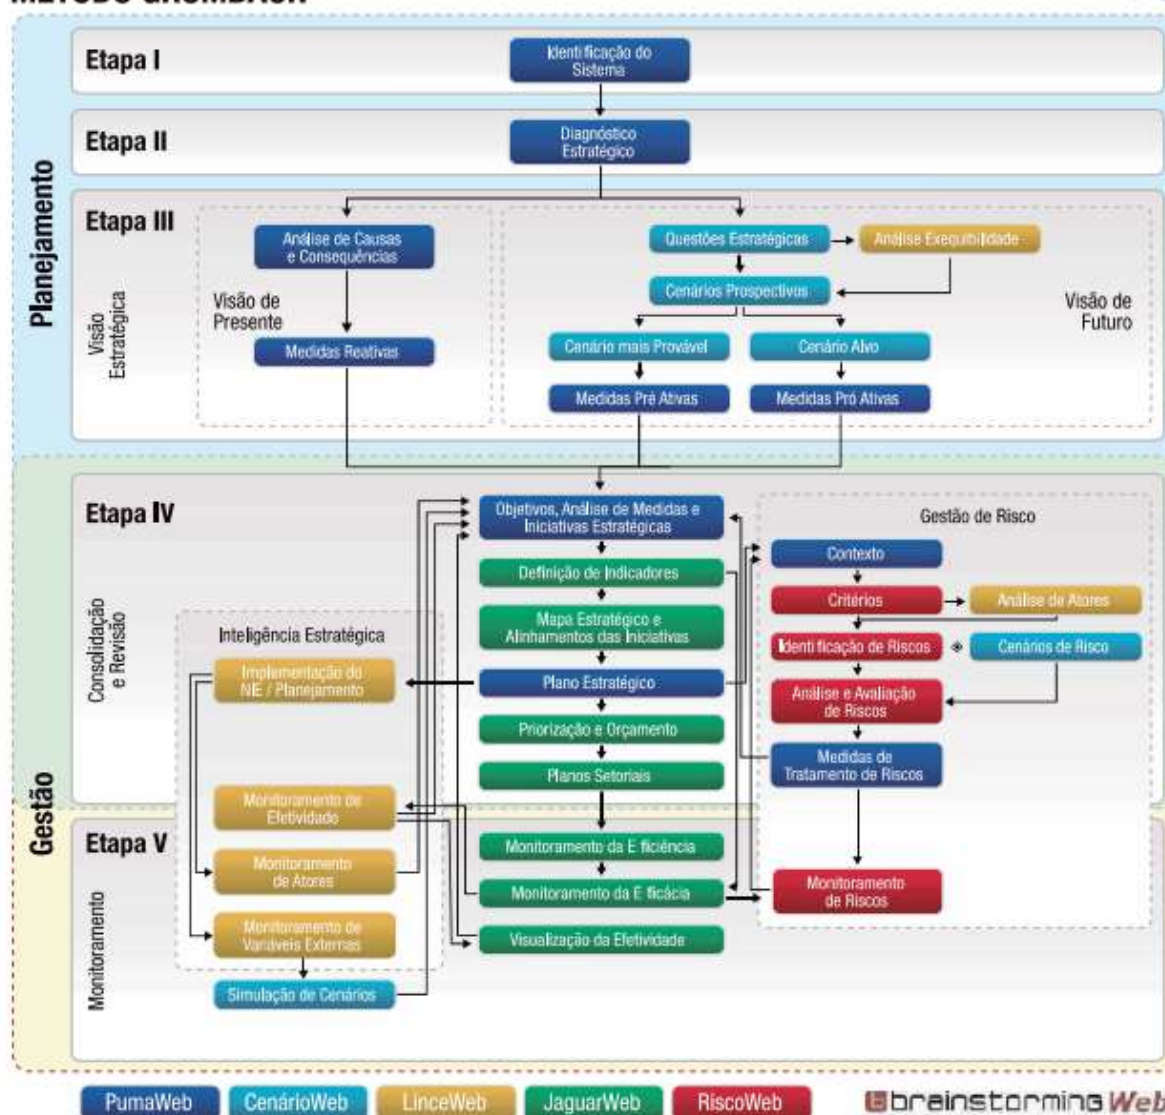 MÉTODO GRUMBACH
Planejamento
Etapa I
Identificação do
Sistema
Etapa II
Diagnóstico
Estratégico
Etapa III
Visão
Estratégica
Análise de Causas
e Consequências
Visão de
Presente
Medidas Reativas
Questões Estratégicas
Análise Exequibilidade
Cenários Prospectivos
Visão de
Futuro
Cenário mais Provável
Cenário Alvo
Medidas Pré Ativas
Medidas Pró Ativas
Gestão
Etapa IV
Consolidação
e Revisão
Objetivos, Análise de Medidas e
Iniciativas Estratégicas
Definição de Indicadores
Mapa Estratégico e
Alinhamentos das Iniciativas
Plano Estratégico
Priorização e Orçamento
Planos Setoriais
Inteligência Estratégica
Implementação do
NIE / Planejamento
Monitoramento de
Efetividade
Gestão de Risco
Contexto
Critérios
Análise de Atores
Identificação de Riscos
Cenários de Risco
Análise e Avaliação
de Riscos
Medidas de
Tratamento de Riscos
Etapa V
Monitoramento
Monitoramento
de Atores
Monitoramento de
Variáveis Externas
Simulação de Cenários
Monitoramento da E ficiência
Monitoramento da E ficácia
Visualização da Efetividade
Monitoramento
de Riscos
PumaWeb
CenárioWeb
LinceWeb
JaguarWeb
RiscoWeb
brainstorming Web